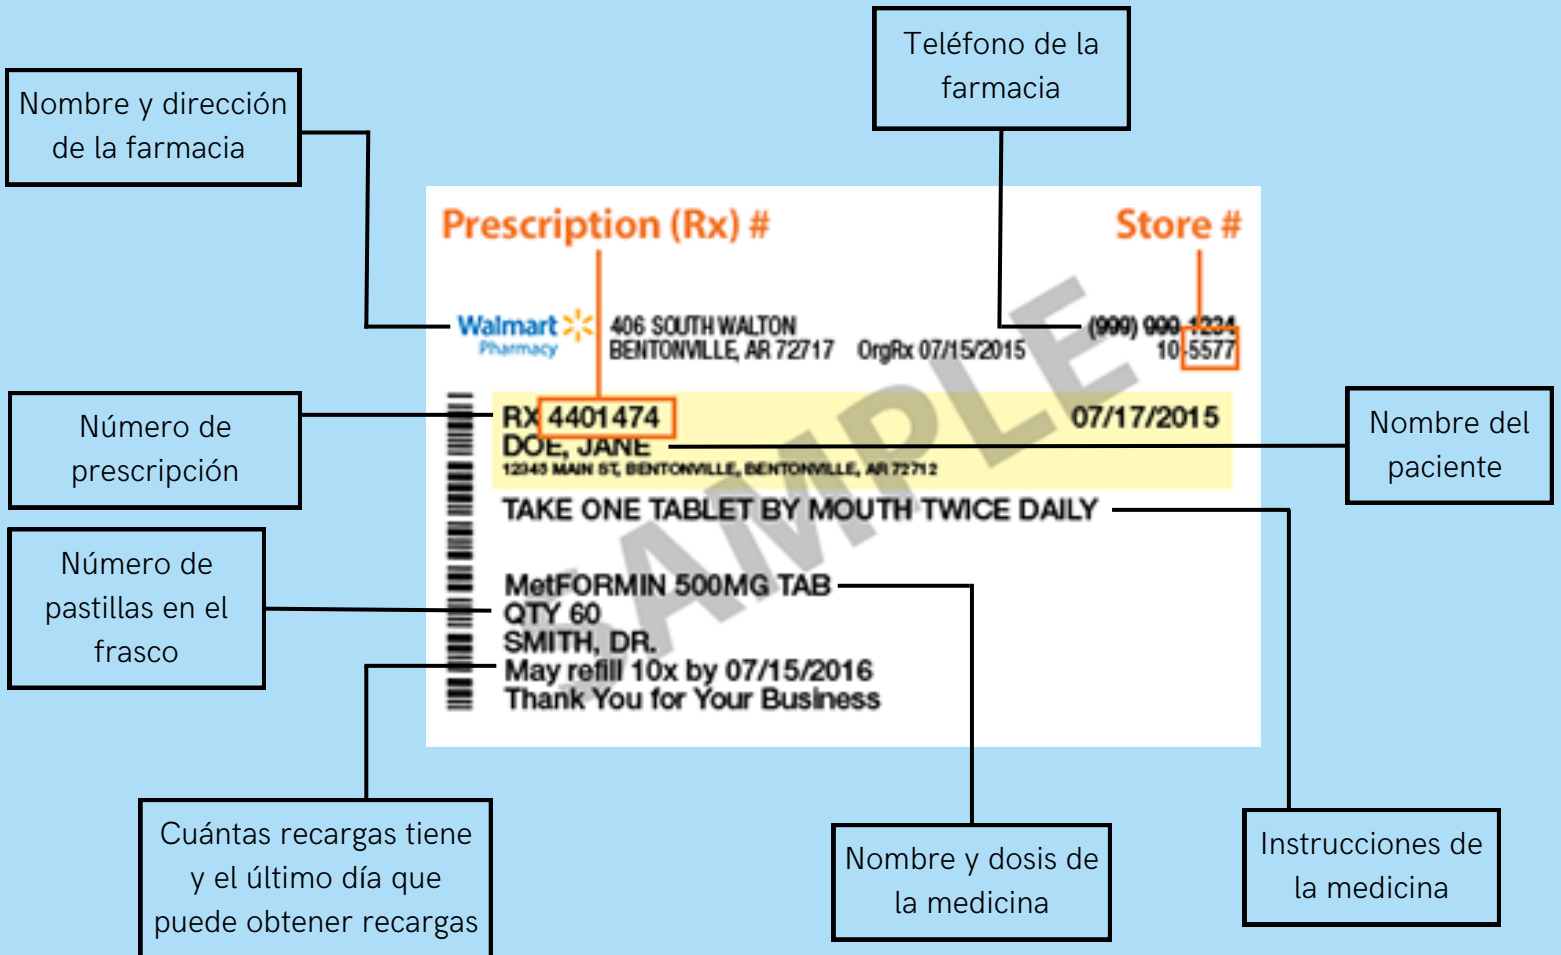 Teléfono de la
farmacia
Nombre y dirección
de la farmacia
Prescription (Rx) #
Store #
Walmart
Pharmacy
406 SOUTH WALTON
BENTONVILLE, AR 72717 OrgRx 07/15/2015
(999) 999-1234
10-5577
Número de
prescripción
RX 4401474
07/17/2015
DOE, JANE
12345 MAIN ST, BENTONVILLE, BENTONVILLE, AR 72712
Nombre del
paciente
TAKE ONE TABLET BY MOUTH TWICE DAILY
SAMPLE
Número de
pastillas en el
frasco
MetFORMIN 500MG TAB
QTY 60
SMITH, DR.
May refill 10x by 07/15/2016
Thank You for Your Business
Cuántas recargas tiene
y el último día que
puede obtener recargas
Nombre y dosis de
la medicina
Instrucciones de
la medicina